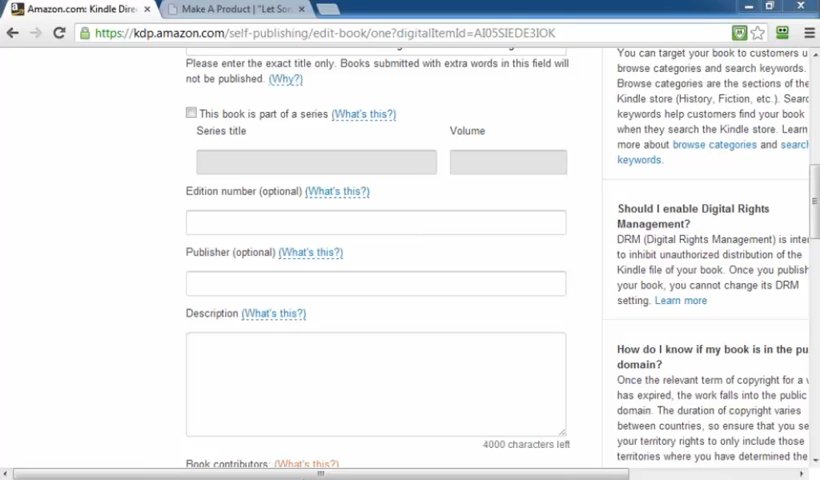 Amazon.com: Kindle Dire
Make A Product | "Let Som
https://kdp.amazon.com/self-publishing/edit-book/one?digitalItemId=AI05SIEDE3IOK
Please enter the exact title only. Books submitted with extra words in this field will
not be published. (Why?)
This book is part of a series (What's this?)
Series title
Volume
Edition number (optional) (What's this?)
Publisher (optional) (What's this?)
Description (What's this?)
4000 characters left
Book contributors: (What's this?)
You can target your book to customers u
browse categories and search keywords.
Browse categories are the sections of the
Kindle store (History, Fiction, etc.). Searc
keywords help customers find your book
when they search the Kindle store. Learn
more about browse categories and search
keywords.
Should I enable Digital Rights
Management?
DRM (Digital Rights Management) is inte
to inhibit unauthorized distribution of the
Kindle file of your book. Once you publish
your book, you cannot change its DRM
setting. Learn more
How do I know if my book is in the pu
domain?
Once the relevant term of copyright for a w
has expired, the work falls into the public
domain. The duration of copyright varies
between countries, so ensure that you se
your territory rights to only include those
territories where you have determined the